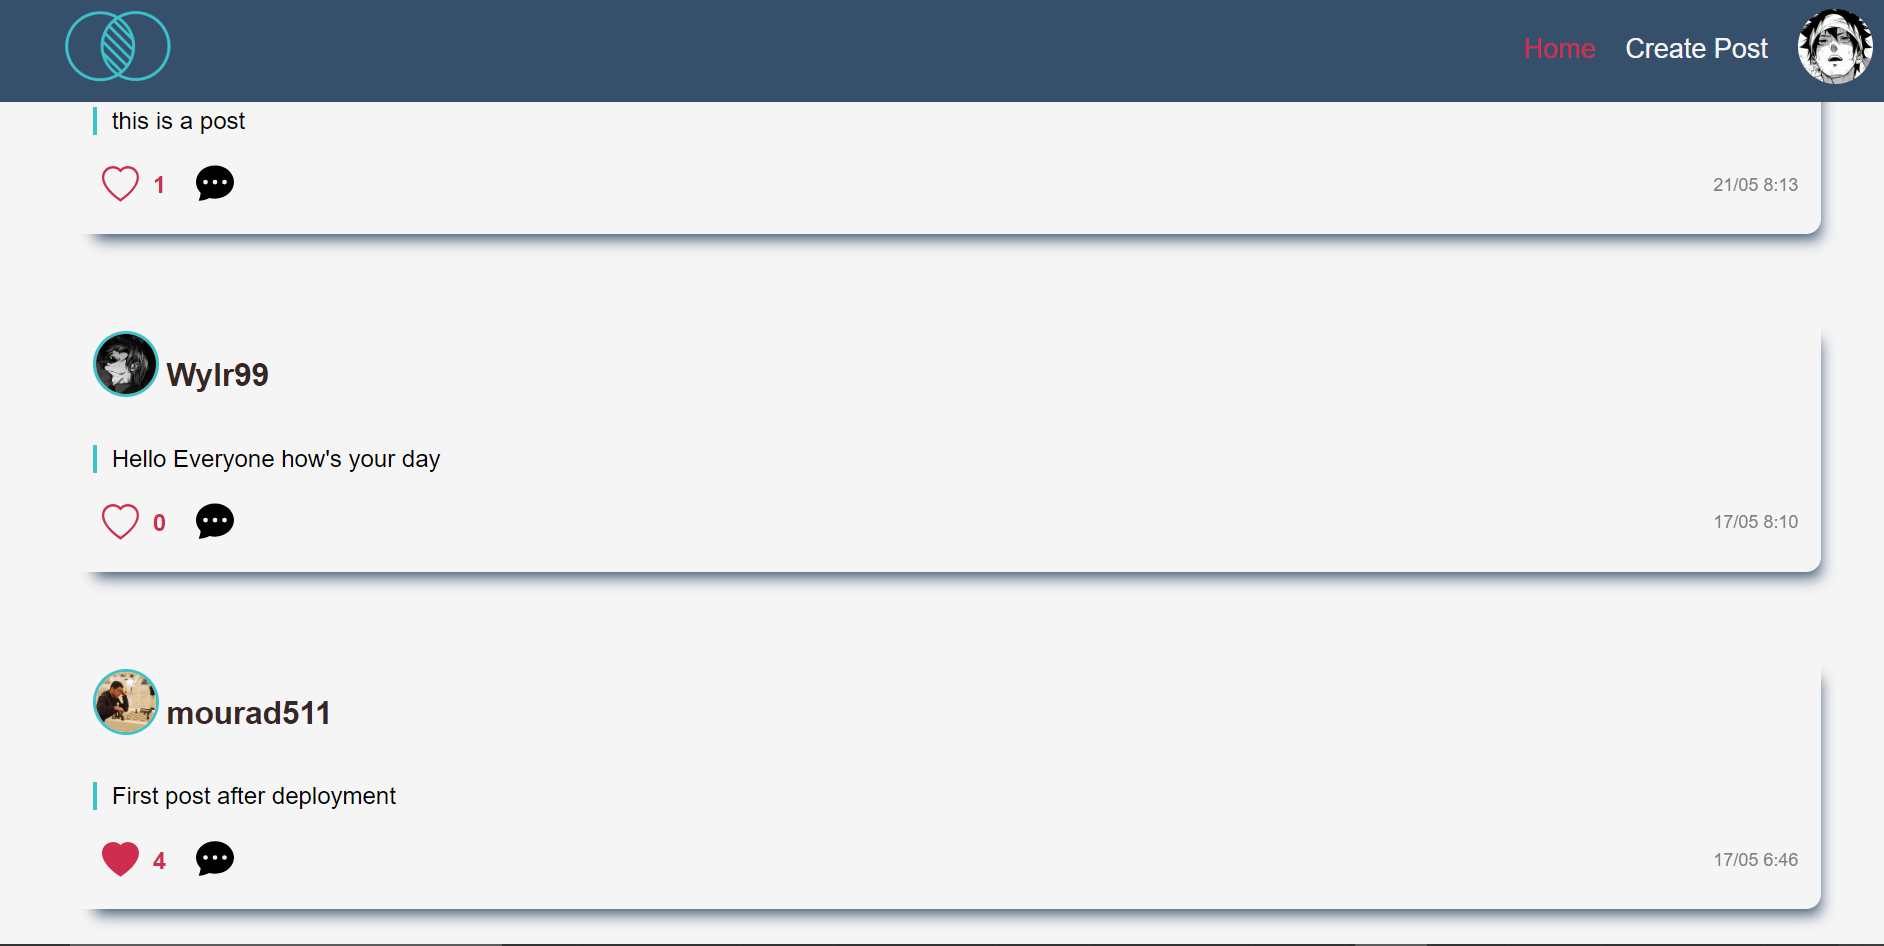 Home Create Post
this is a post
1 21/05 8:13
Wylr99
Hello Everyone how's your day
0 17/05 8:10
mourad511
First post after deployment
4 17/05 6:46